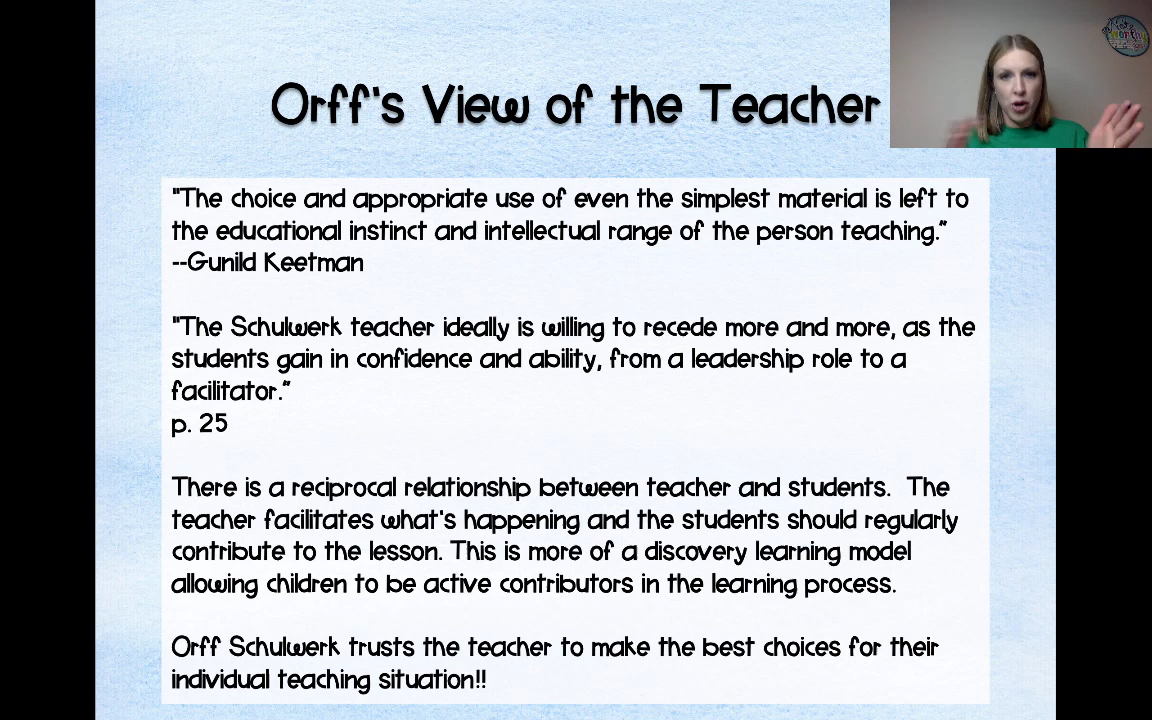 Orff's View of the Teacher
"The choice and appropriate use of even the simplest material is left to
the educational instinct and intellectual range of the person teaching."
--Gunild Keetman
"The Schulwerk teacher ideally is willing to recede more and more, as the
students gain in confidence and ability, from a leadership role to a
facilitator."
p. 25
There is a reciprocal relationship between teacher and students.  The
teacher facilitates what's happening and the students should regularly
contribute to the lesson. This is more of a discovery learning model
allowing children to be active contributors in the learning process.
Orff Schulwerk trusts the teacher to make the best choices for their
individual teaching situation!!